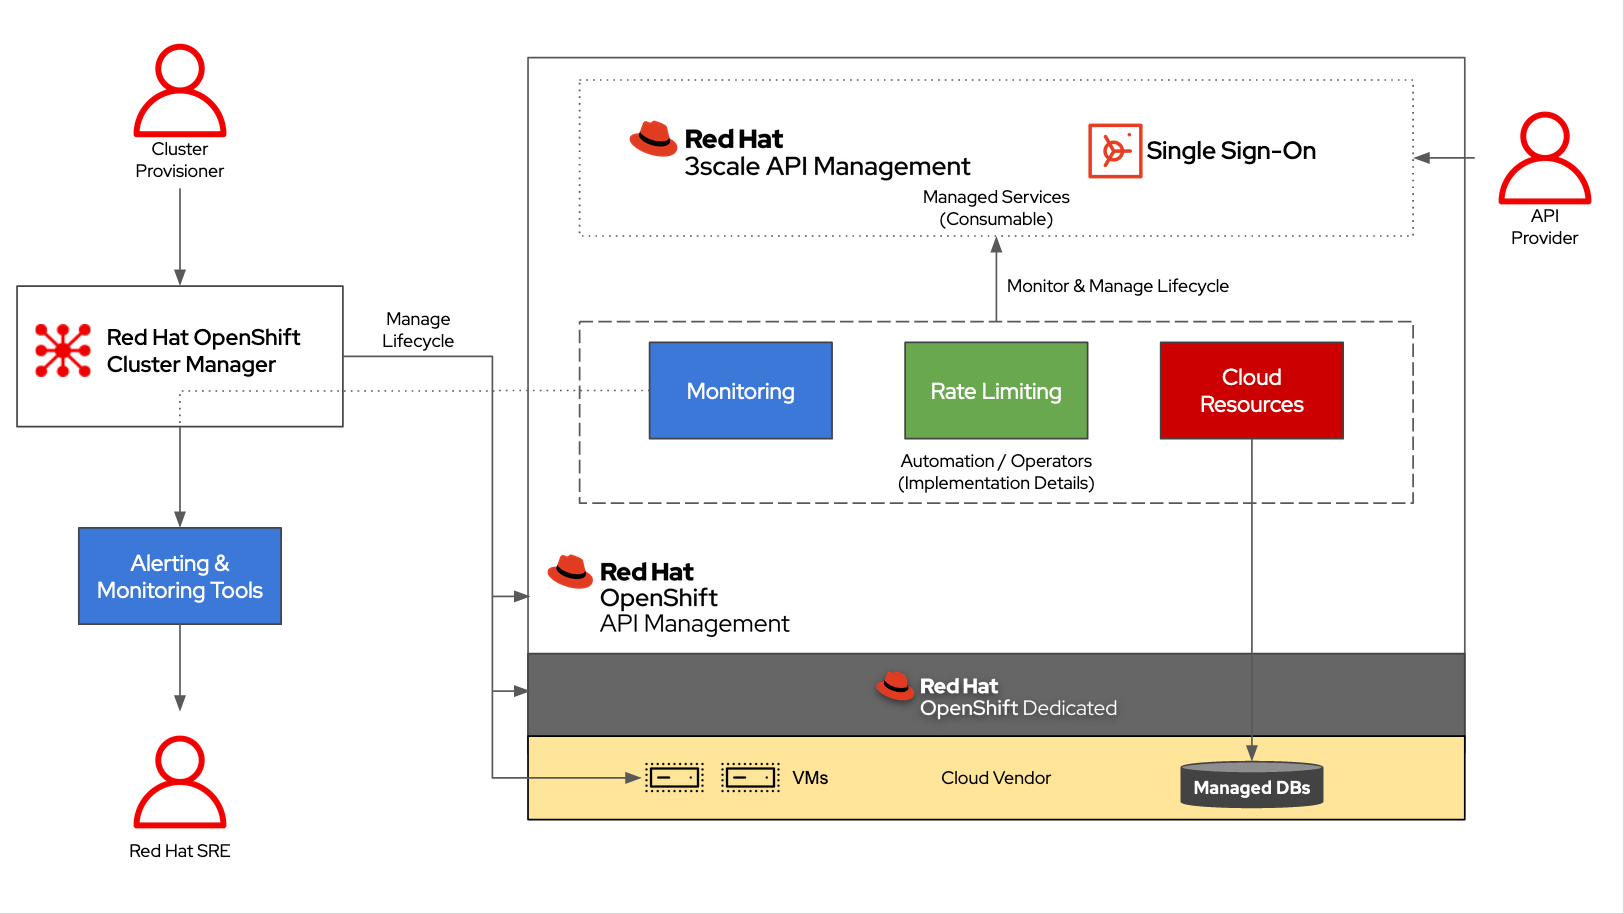 Cluster
Provisioner
Red Hat OpenShift
Cluster Manager
Manage
Lifecycle
Alerting &
Monitoring Tools
Red Hat SRE
Red Hat
3scale API Management
Single Sign-On
Managed Services
(Consumable)
API
Provider
Monitor & Manage Lifecycle
Monitoring
Rate Limiting
Cloud
Resources
Automation / Operators
(Implementation Details)
Red Hat
OpenShift
API Management
Red Hat
OpenShift Dedicated
VMs
Cloud Vendor
Managed DBs